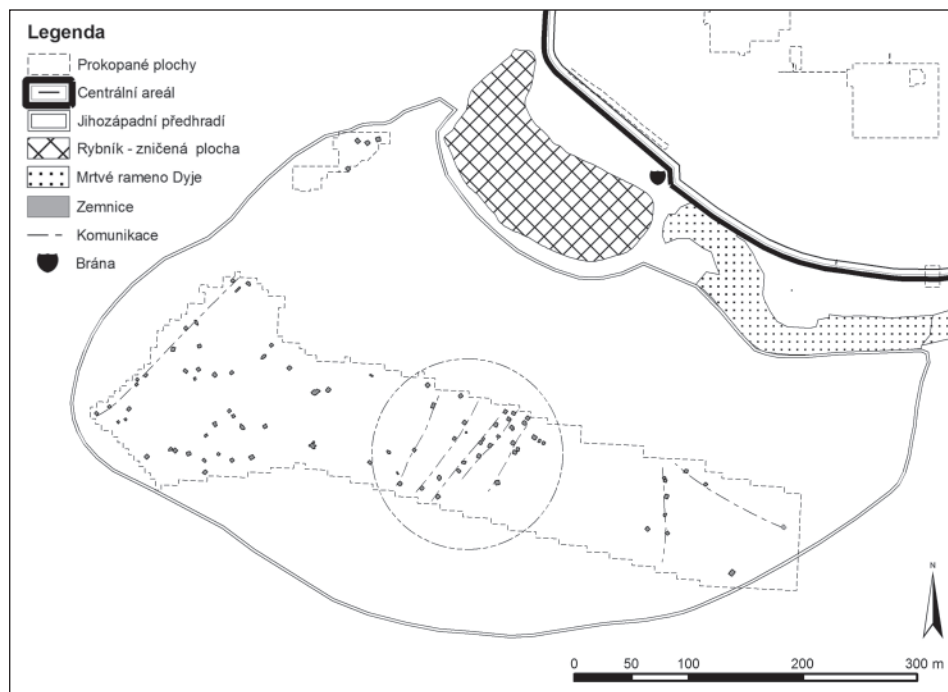 Legenda
Prokopané plochy
Centrální areál
Jihozápadní předhradí
Rybník - zničená plocha
Mrtvé rameno Dyje
Zemnice
Komunikace
Brána
N
0 50 100 200 300 m